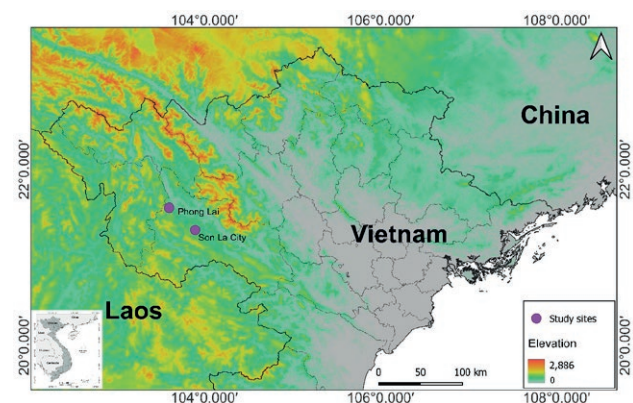 104°0.000' 106°0.000' 108°0.000'
China
22°0.000' 22°0.000'
Phong Lai
Son La City
Vietnam
Laos
Study sites
Elevation
2,886
0
20°0.000' 20°0.000'
0 50 100 km
104°0.000' 106°0.000' 108°0.000'